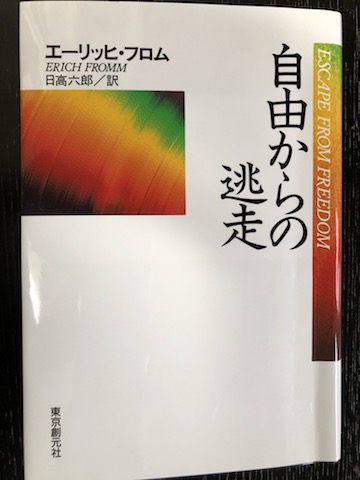 エーリッヒ・フロム
ERICH FROMM
日高六郎／訳
自由からの
逃走
ESCAPE FROM FREEDOM
東京創元社